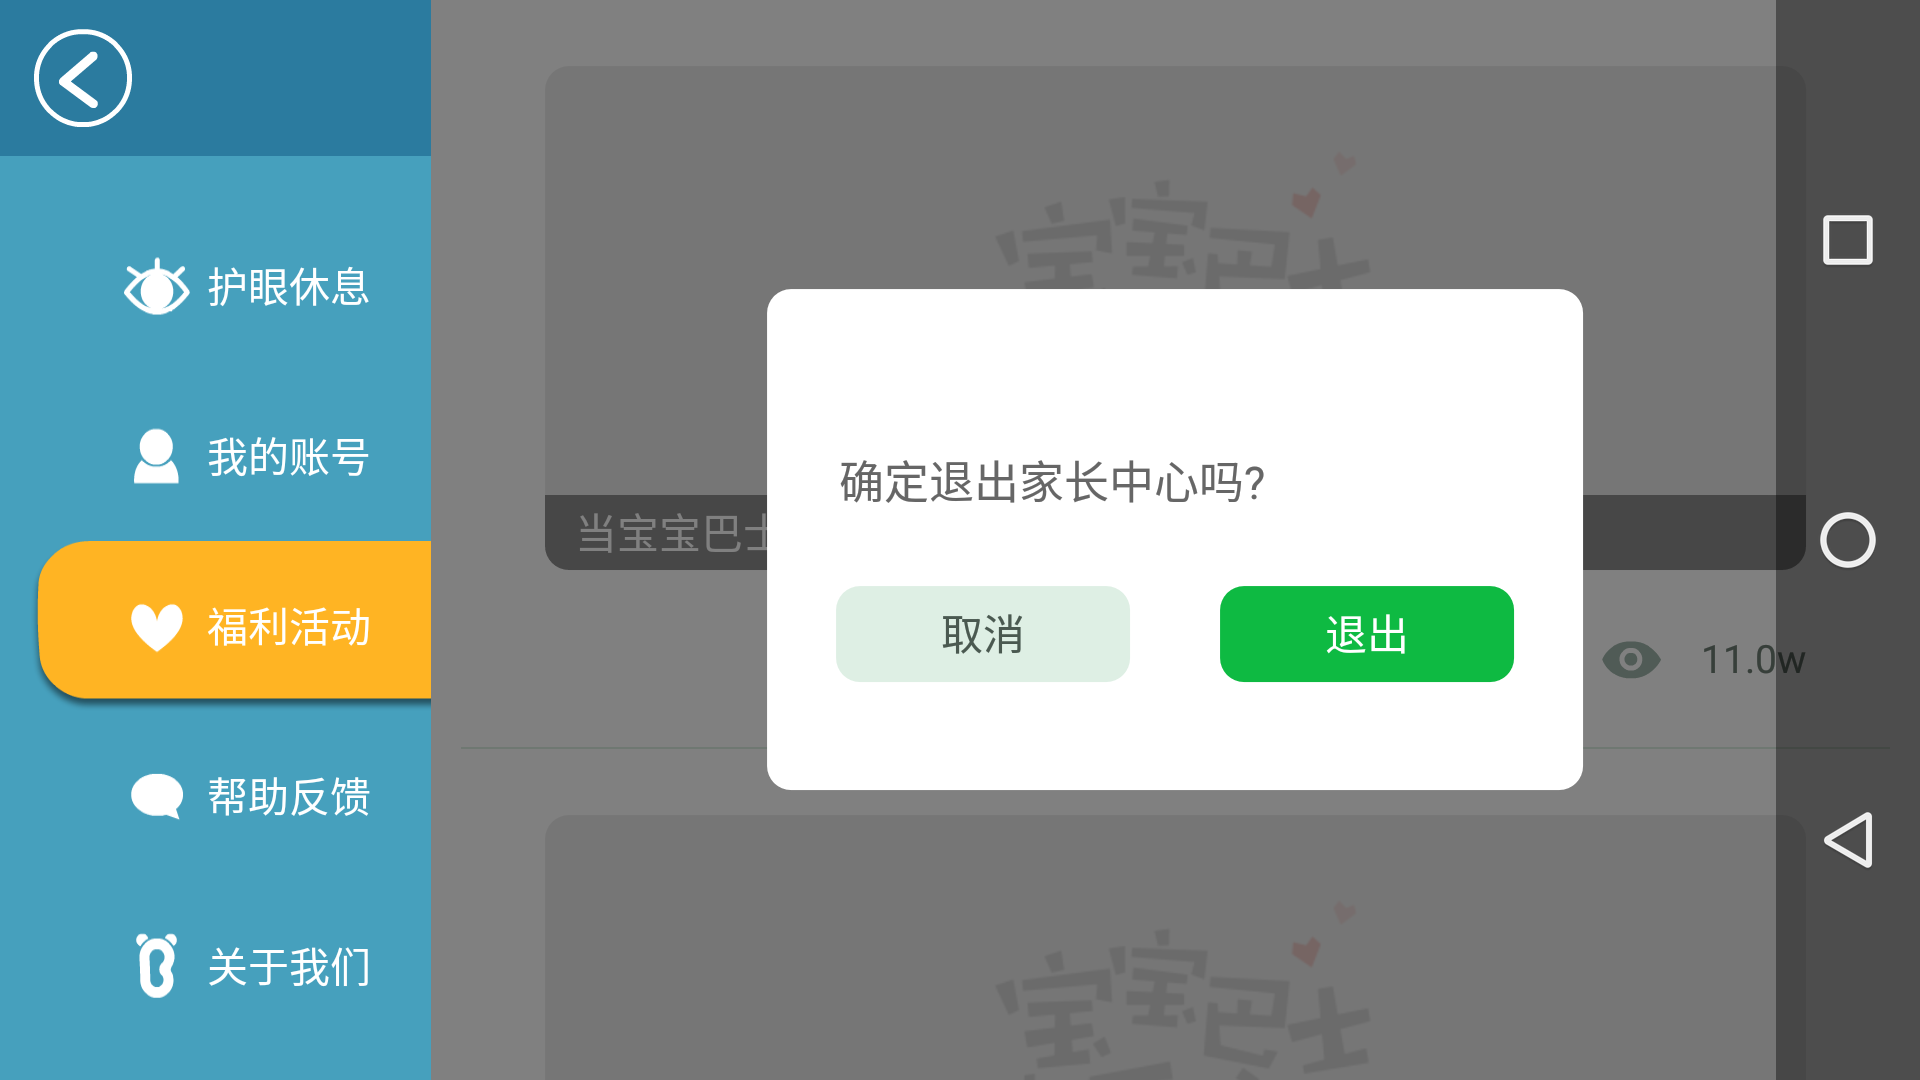 护眼休息
我的账号
福利活动
帮助反馈
关于我们
宝宝巴士
当宝宝巴士
确定退出家长中心吗?
取消
退出
11.0w
宝宝巴士